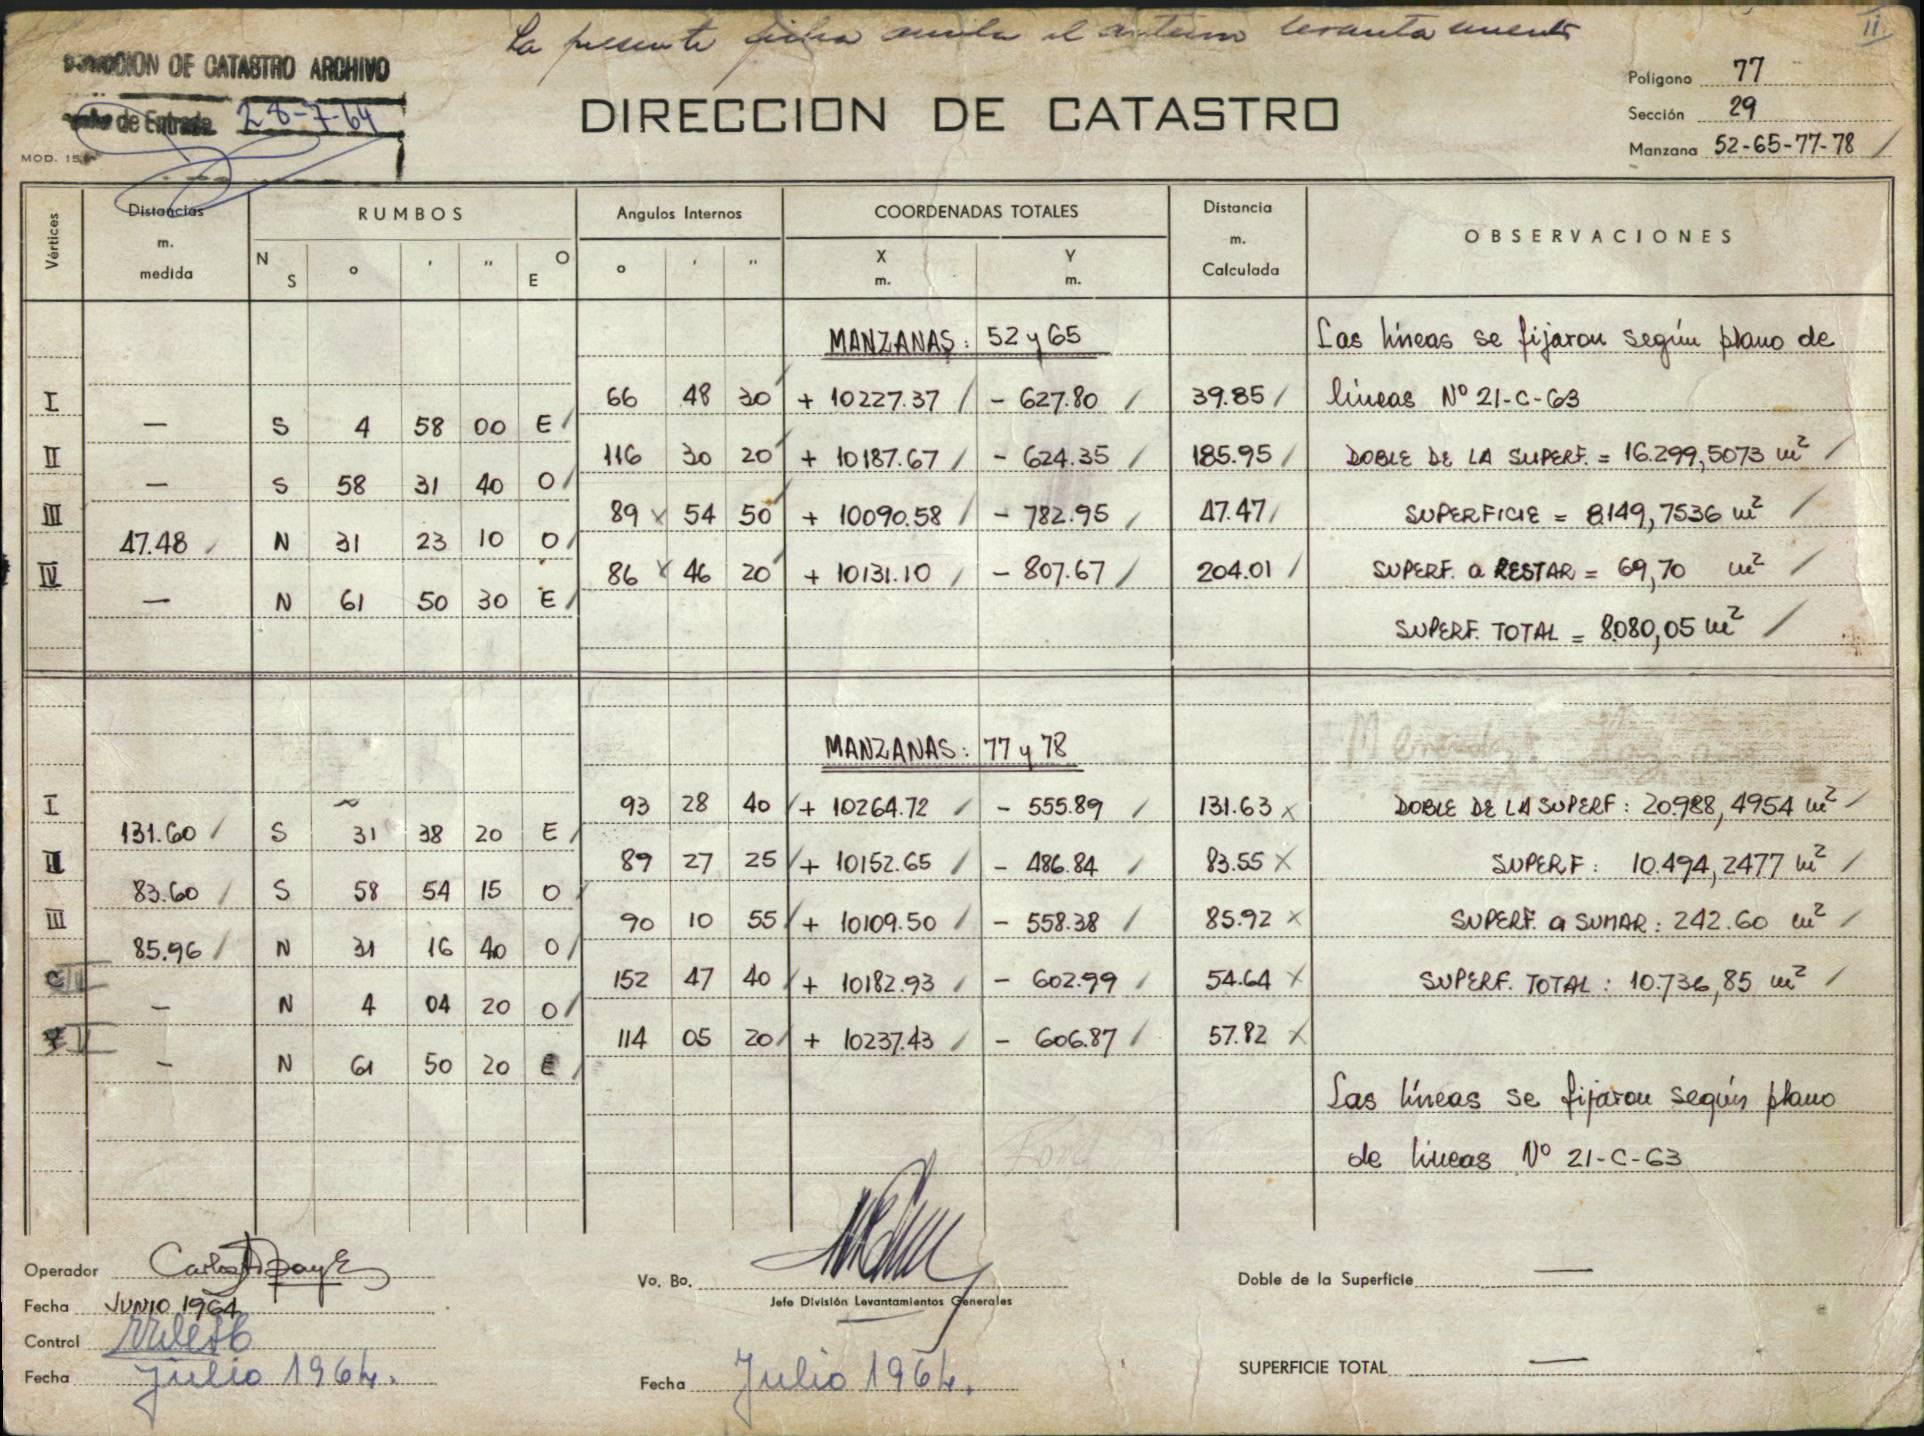 La presente ficha anula el anterior levantamiento
II
DIRECCION DE CATASTRO ARCHIVO
de Entrada 28-7-64
MOD. 15
DIRECCION DE CATASTRO
Polígono 77
Sección 29
Manzana 52-65-77-78 /
Vértices
Distancias m. medida
RUMBOS
Angulos Internos
COORDENADAS TOTALES
Distancia m. Calculada
OBSERVACIONES
N S ° ' " O E
° ' "
X m. Y m.
MANZANAS: 52 y 65
Las líneas se fijaron según plano de
I 66 48 30 + 10227.37 / - 627.80 / 39.85 / líneas Nº 21-C-63
— S 4 58 00 E /
II 116 30 20 + 10187.67 / - 624.35 / 185.95 / DOBLE DE LA SUPERF. = 16.299,5073 m² /
— S 58 31 40 O /
III 89 x 54 50 + 10090.58 / - 782.95 / 47.47 / SUPERFICIE = 8149,7536 m² /
47.48 / N 31 23 10 O /
IV 86 x 46 20 + 10131.10 / - 807.67 / 204.01 / SUPERF. a RESTAR = 69,70 m² /
— N 61 50 30 E /
SUPERF. TOTAL = 8.080,05 m² /
MANZANAS: 77 y 78
I 93 28 40 / + 10264.72 / - 555.89 / 131.63 x DOBLE DE LA SUPERF: 20.988,4954 m² /
131.60 / S 31 38 20 E /
II 89 27 25 / + 10152.65 / - 486.84 / 83.55 x SUPERF: 10.494,2477 m² /
83.60 / S 58 54 15 O /
III 90 10 55 / + 10109.50 / - 558.38 / 85.92 x SUPERF. a SUMAR: 242.60 m² /
85.96 / N 31 16 40 O /
152 47 40 / + 10182.93 / - 602.99 / 54.64 x SUPERF. TOTAL: 10.736,85 m² /
— N 4 04 20 O /
114 05 20 / + 10237.43 / - 606.87 / 57.82 x
— N 61 50 20 E /
Las líneas se fijaron según plano
de líneas Nº 21-C-63
Operador Carlos
Fecha JUNIO 1964
Control
Fecha Julio 1964.
Vo. Bo.
Jefe División Levantamientos Generales
Fecha Julio 1964.
Doble de la Superficie —
SUPERFICIE TOTAL —